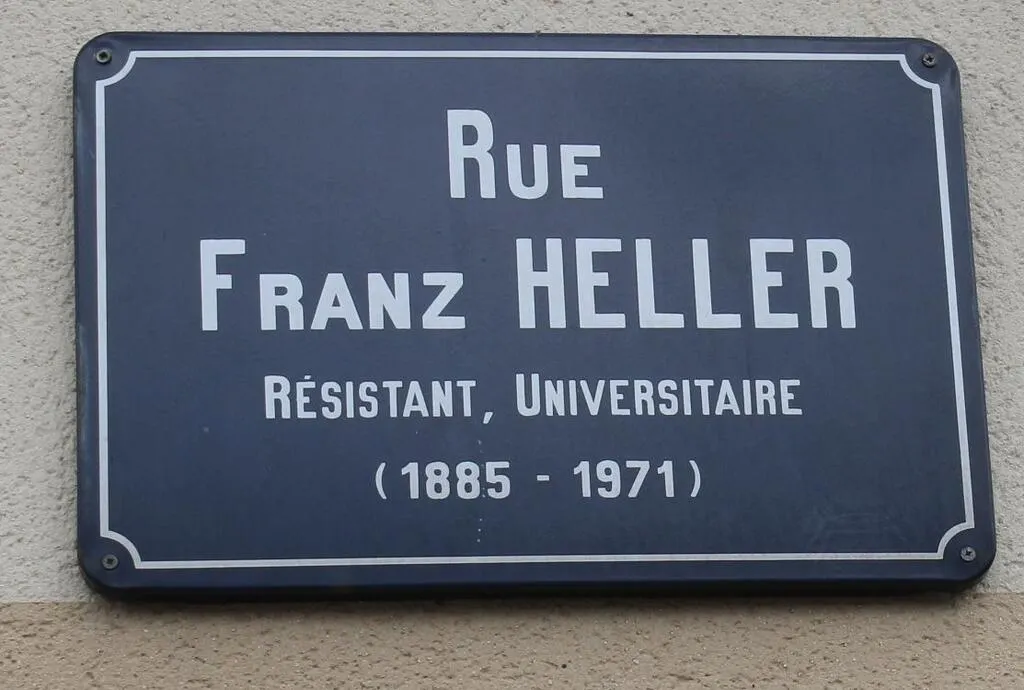 Rue
Franz HELLER
Résistant, Universitaire
(1885 - 1971)